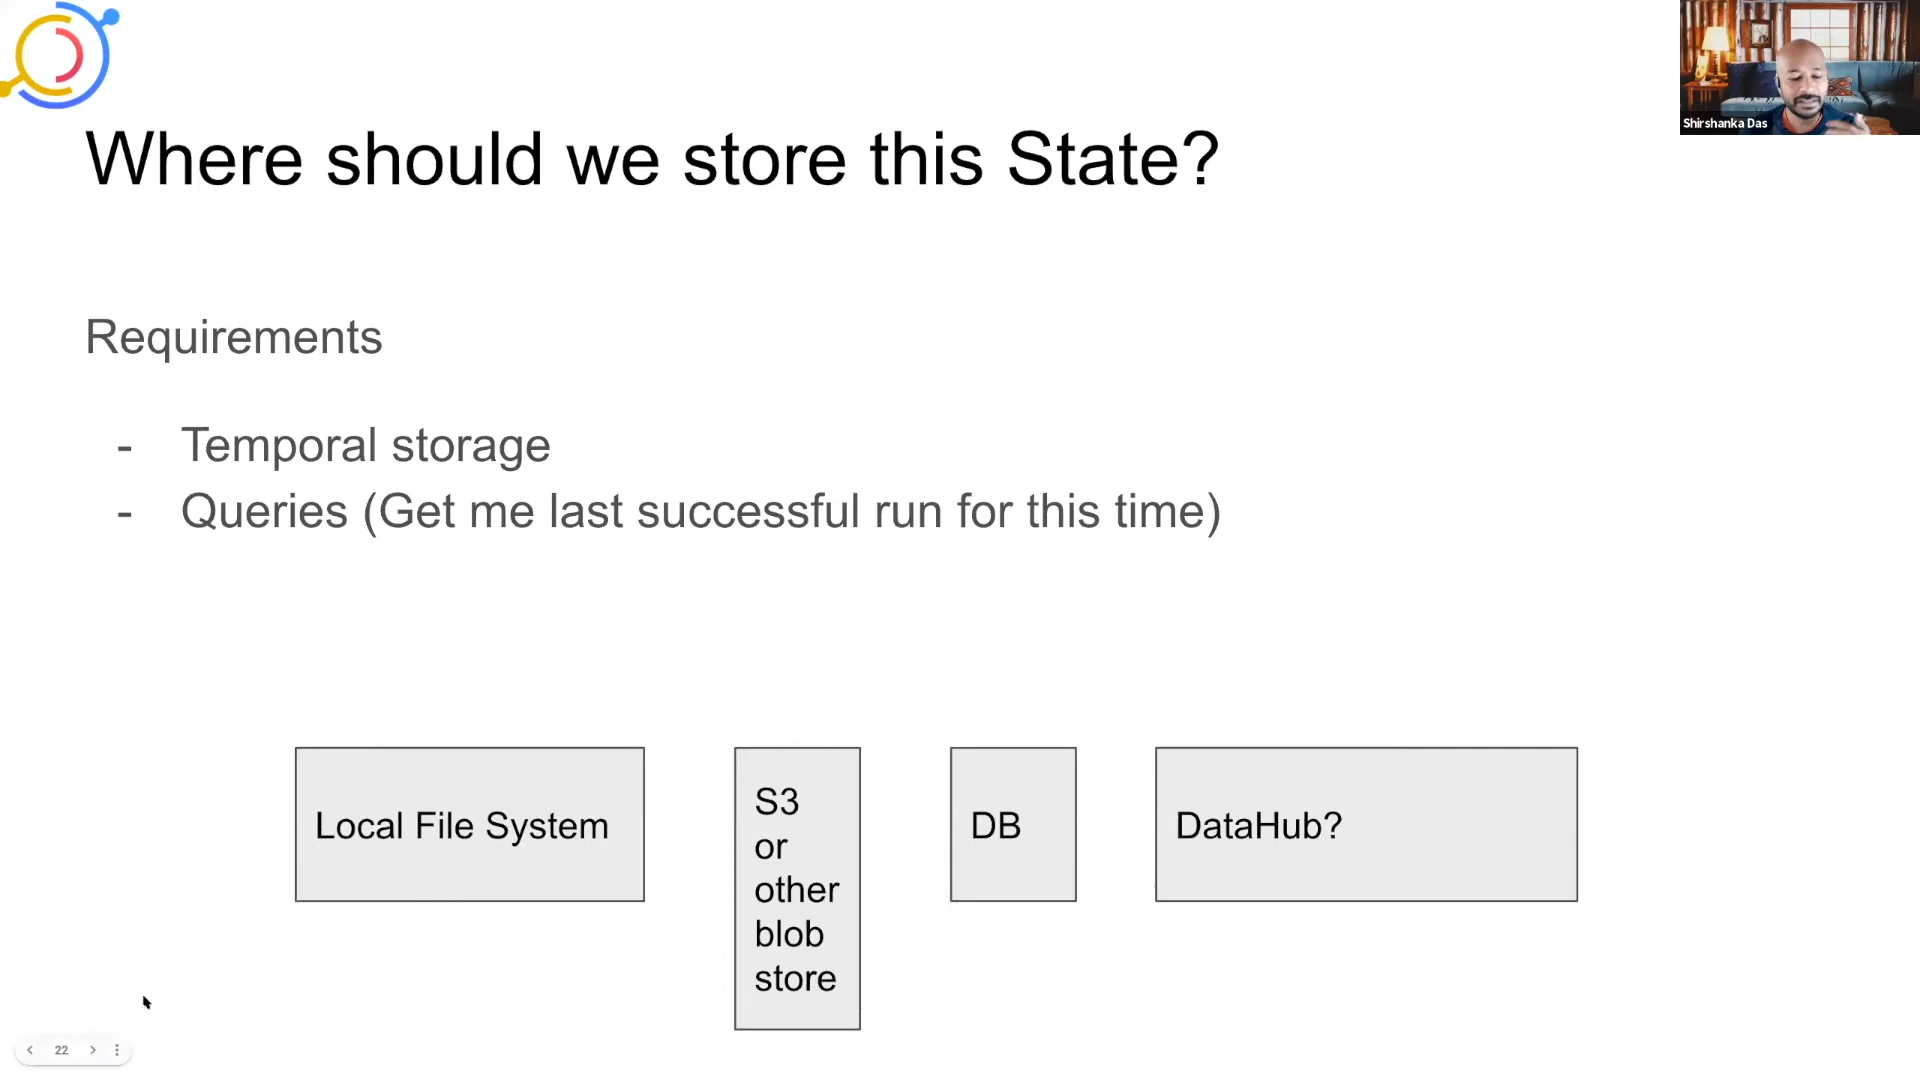 Shirshanka Das
Where should we store this State?
Requirements
- Temporal storage
- Queries (Get me last successful run for this time)
Local File System
S3
or
other
blob
store
DB
DataHub?
22